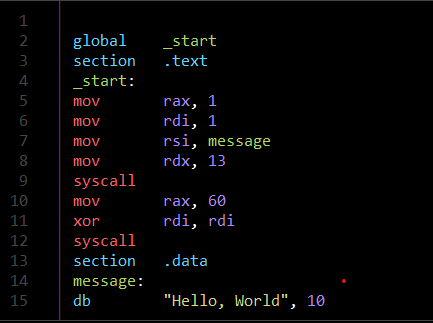 1
2 global _start
3 section .text
4 _start:
5 mov rax, 1
6 mov rdi, 1
7 mov rsi, message
8 mov rdx, 13
9 syscall
10 mov rax, 60
11 xor rdi, rdi
12 syscall
13 section .data
14 message:
15 db "Hello, World", 10